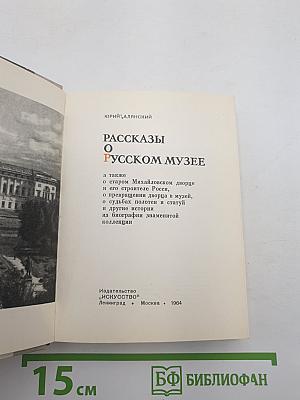 ЮРИЙ АЛЯНСКИЙ
РАССКАЗЫ
О
РУССКОМ МУЗЕЕ
а также
о старом Михайловском дворце
и его строителе Росси,
о превращении дворца в музей,
о судьбах полотен и статуй
и другие истории
из биографии знаменитой
коллекции
Издательство
„ИСКУССТВО“
Ленинград • Москва • 1964
15 см
БФ БИБЛИОФАН